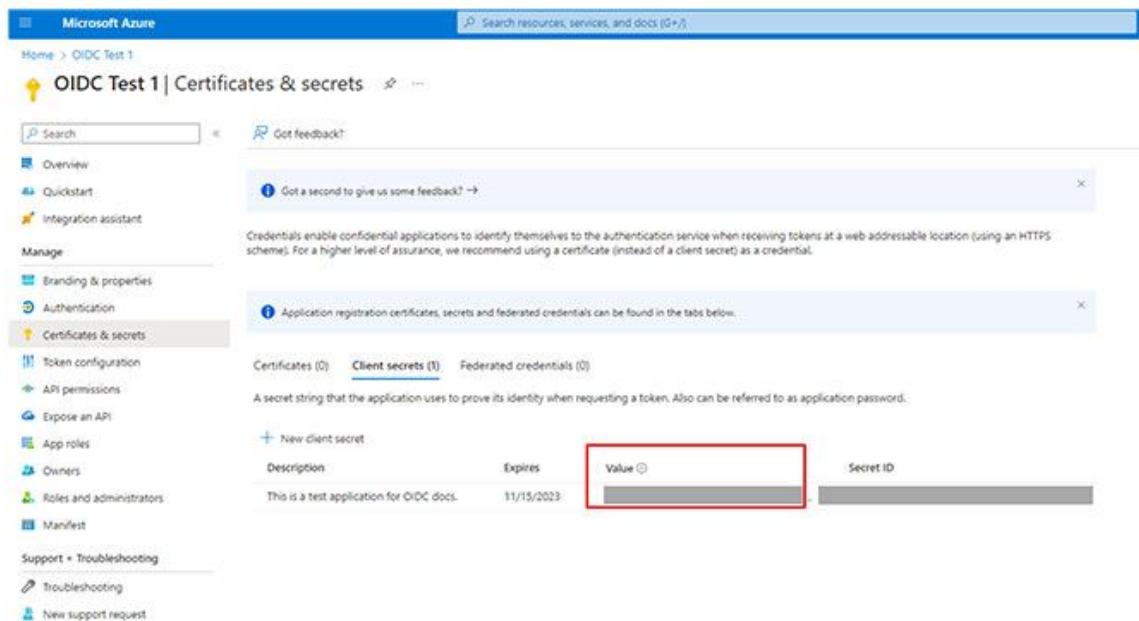 Microsoft Azure
Search resources, services, and docs (G+/)
Home > OIDC Test 1
OIDC Test 1 | Certificates & secrets
Search
Got feedback?
Overview
Quickstart
Integration assistant
Manage
Branding & properties
Authentication
Certificates & secrets
Token configuration
API permissions
Expose an API
App roles
Owners
Roles and administrators
Manifest
Support + Troubleshooting
Troubleshooting
New support request
Got a second to give us some feedback?
Credentials enable confidential applications to identify themselves to the authentication service when receiving tokens at a web addressable location (using an HTTPS
scheme). For a higher level of assurance, we recommend using a certificate (instead of a client secret) as a credential.
Application registration certificates, secrets and federated credentials can be found in the tabs below.
Certificates (0) Client secrets (1) Federated credentials (0)
A secret string that the application uses to prove its identity when requesting a token. Also can be referred to as application password.
New client secret
Description Expires Value Secret ID
This is a test application for OIDC docs. 11/15/2023